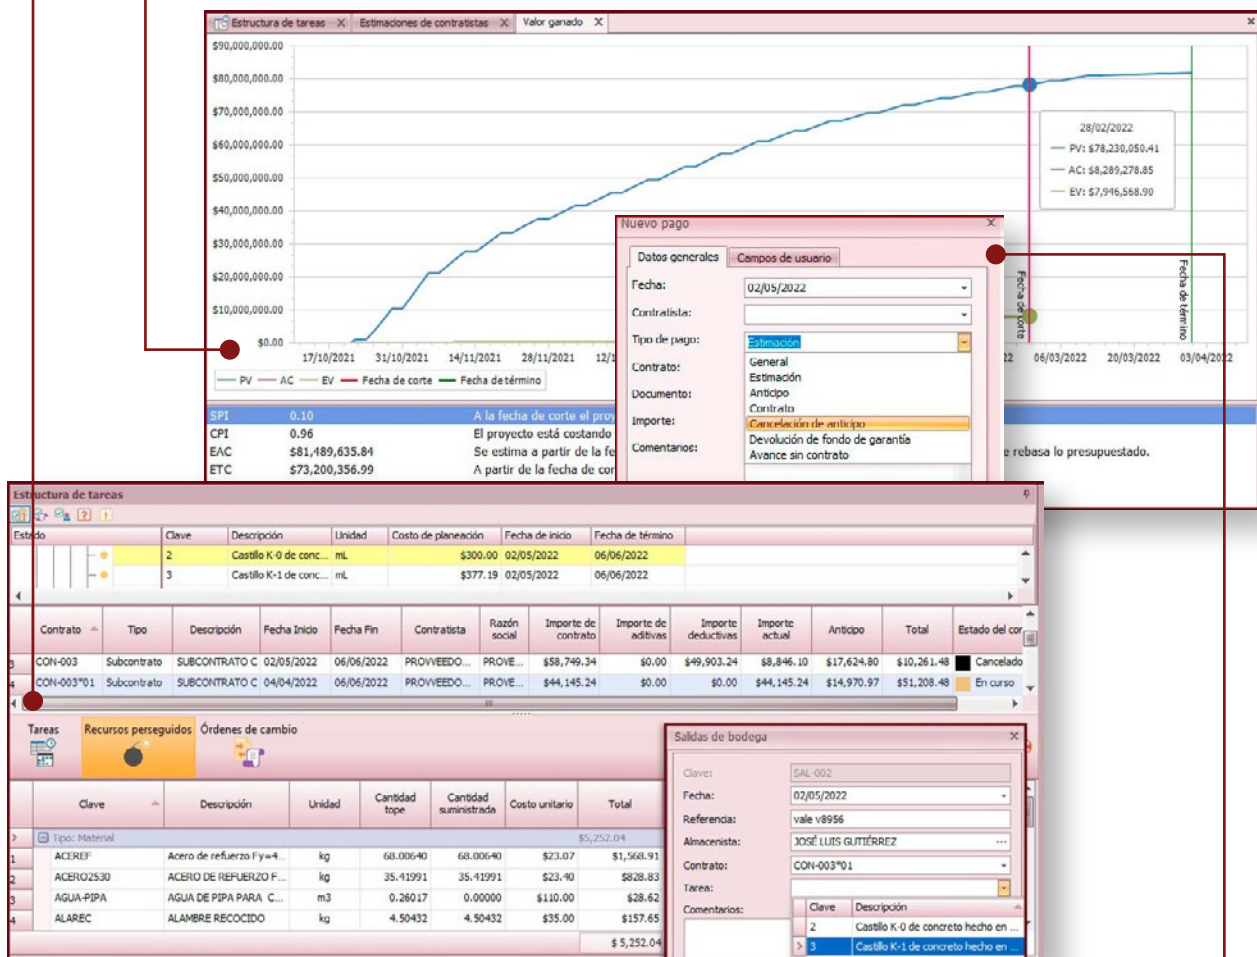 Estructura de tareas X Estimaciones de contratistas X Valor ganado X
$90,000,000.00
$80,000,000.00
$70,000,000.00
$60,000,000.00
$50,000,000.00
$40,000,000.00
$30,000,000.00
$20,000,000.00
$10,000,000.00
$0.00
17/10/2021 31/10/2021 14/11/2021 28/11/2021 12/1
22 06/03/2022 20/03/2022 03/04/2022
28/02/2022
PV: $78,230,050.41
AC: $8,289,278.85
EV: $7,946,568.90
Fecha de corte
Fecha de término
PV AC EV Fecha de corte Fecha de término
SPI 0.10 A la fecha de corte el proy
CPI 0.96 El proyecto está costando
EAC $81,489,635.84 Se estima a partir de la fe
e rebasa lo presupuestado.
ETC $73,200,356.99 A partir de la fecha de cor
Nuevo pago X
Datos generales Campos de usuario
Fecha: 02/05/2022
Contratista:
Tipo de pago: Estimación
Contrato:
Documento:
Importe:
Comentarios:
General
Estimación
Anticipo
Contrato
Cancelación de anticipo
Devolución de fondo de garantía
Avance sin contrato
Estructura de tareas
Estado Clave Descripción Unidad Costo de planeación Fecha de inicio Fecha de término
2 Castillo K-0 de conc... mL $300.00 02/05/2022 06/06/2022
3 Castillo K-1 de conc... mL $377.19 02/05/2022 06/06/2022
Contrato Tipo Descripción Fecha Inicio Fecha Fin Contratista Razón social Importe de contrato Importe de aditivas Importe deductivas Importe actual Anticipo Total Estado del cor
3 CON-003 Subcontrato SUBCONTRATO C 02/05/2022 06/06/2022 PROVVEEDO... PROVE... $58,749.34 $0.00 $49,903.24 $8,846.10 $17,624.80 $10,261.48 Cancelado
4 CON-003"01 Subcontrato SUBCONTRATO C 04/04/2022 06/06/2022 PROVVEEDO... PROVE... $44,145.24 $0.00 $0.00 $44,145.24 $14,970.97 $51,208.48 En curso
Tareas Recursos perseguidos Órdenes de cambio
Clave Descripción Unidad Cantidad tope Cantidad suministrada Costo unitario Total
Tipo: Material $5,252.04
1 ACEREF Acero de refuerzo Fy=4... kg 68.00640 68.00640 $23.07 $1,568.91
2 ACERO2530 ACERO DE REFUERZO F... kg 35.41991 35.41991 $23.40 $828.83
3 AGUA-PIPA AGUA DE PIPA PARA C... m3 0.26017 0.00000 $110.00 $28.62
4 ALAREC ALAMBRE RECOCIDO kg 4.50432 4.50432 $35.00 $157.65
$ 5,252.04
Salidas de bodega X
Clave: SAL-002
Fecha: 02/05/2022
Referencia: vale v8956
Almacenista: JOSÉ LUIS GUTIÉRREZ ...
Contrato: CON-003"01
Tarea:
Comentarios:
Clave Descripción
2 Castillo K-0 de concreto hecho en ...
3 Castillo K-1 de concreto hecho en ...